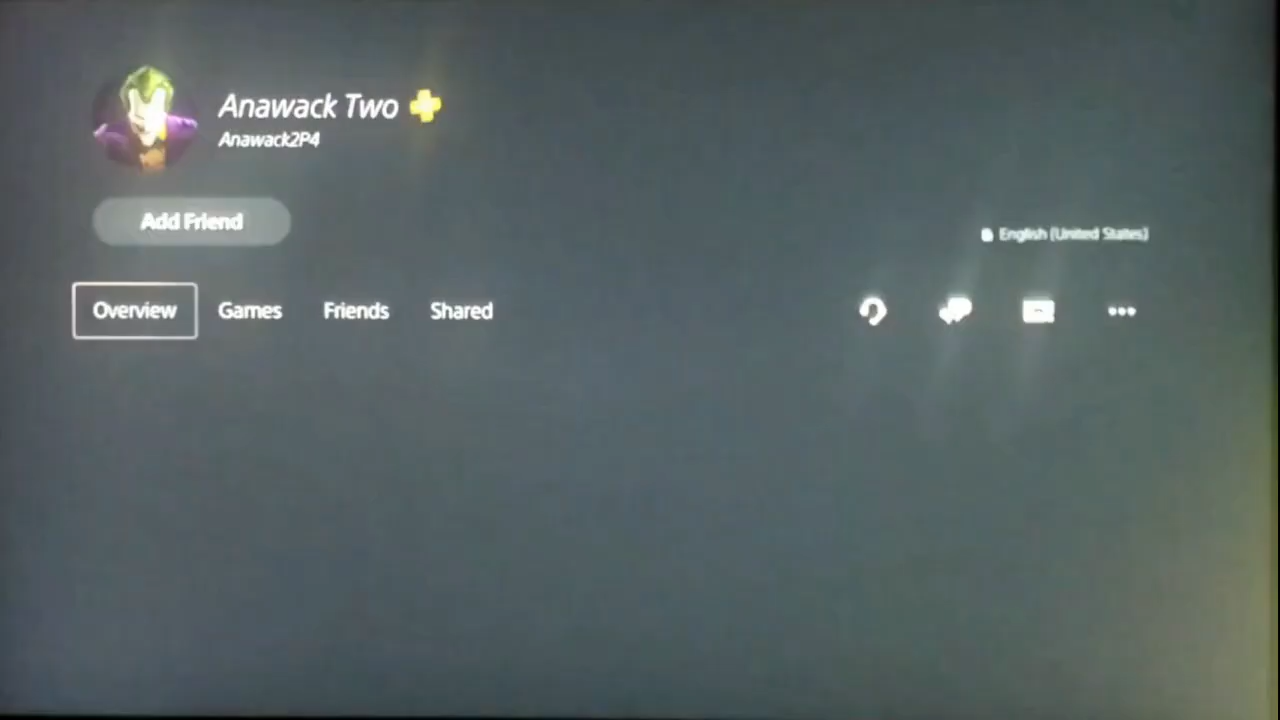 Anawack Two
Anawack2P4
Add Friend
English (United States)
Overview Games Friends Shared